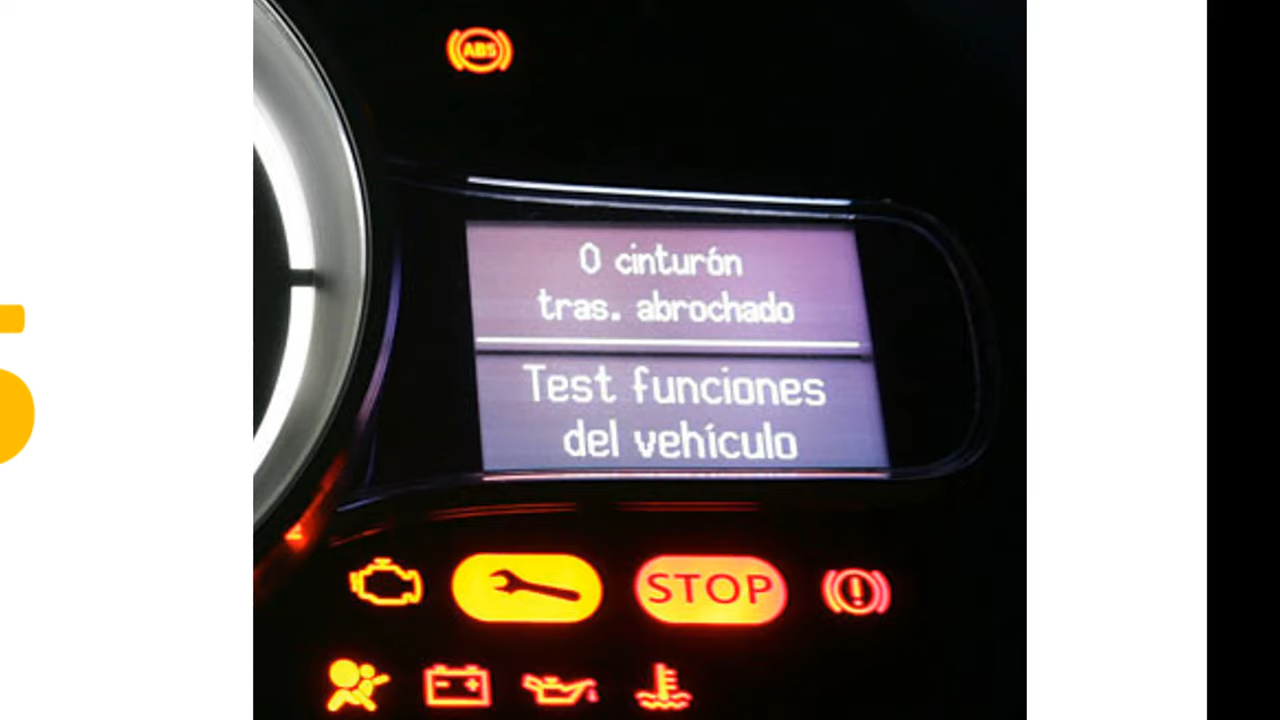 ABS
0 cinturón
tras. abrochado
Test funciones
del vehículo
STOP